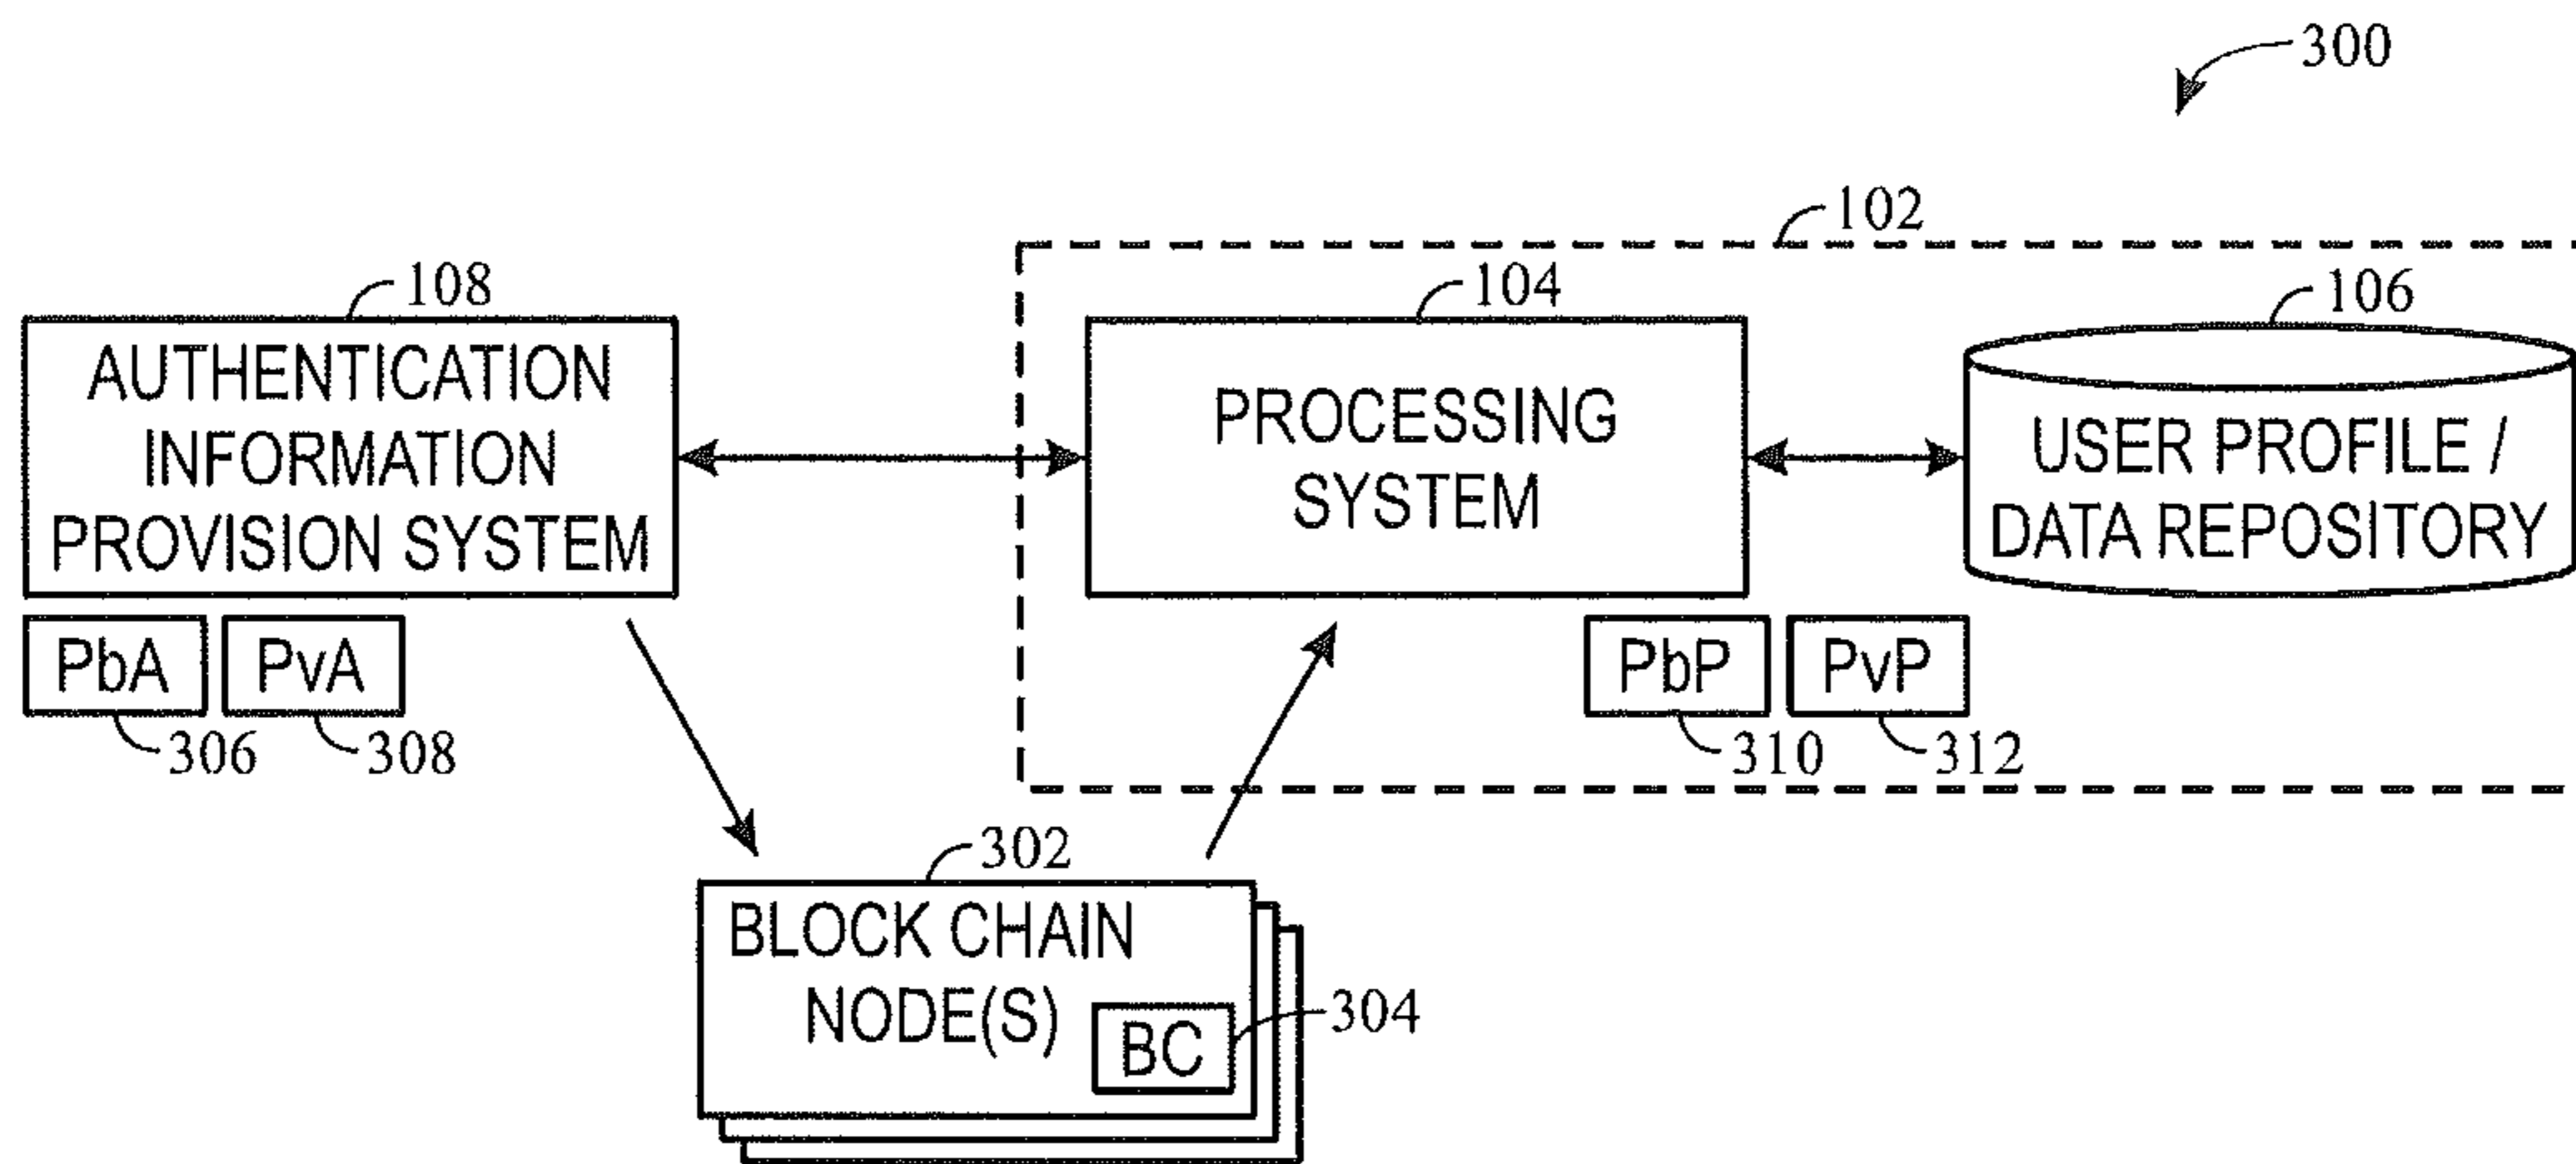 300
102
108
104
106
AUTHENTICATION
INFORMATION
PROVISION SYSTEM
PROCESSING
SYSTEM
USER PROFILE /
DATA REPOSITORY
PbA
PvA
PbP
PvP
306
308
310
312
302
BLOCK CHAIN
NODE(S)
BC
304